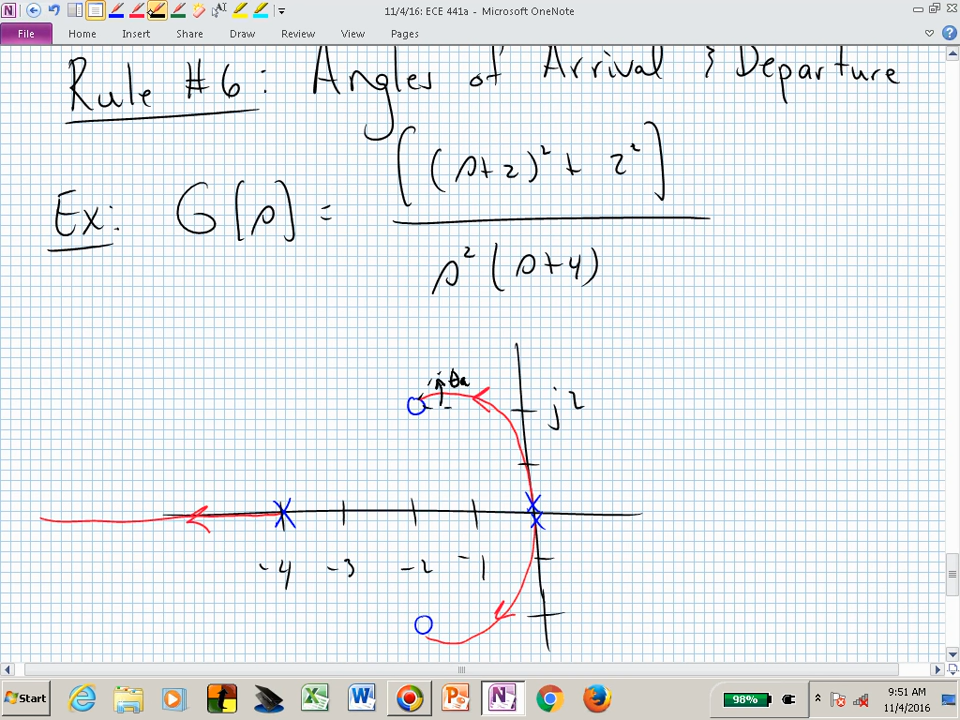 11/4/16: ECE 441a - Microsoft OneNote
File Home Insert Share Draw Review View Pages
Rule #6: Angles of Arrival & Departure
Ex: G(s) = [(s+2)² + 2²]
s²(s+4)
θa
j2
-4 -3 -2 -1
Start
98%
9:51 AM
11/4/2016